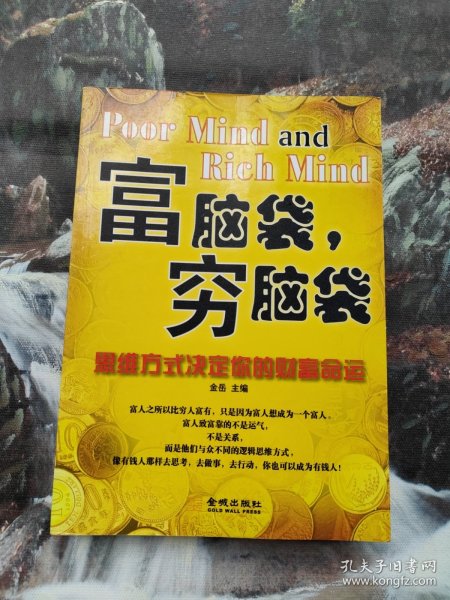 Poor Mind and
Rich Mind
富脑袋，
穷脑袋
思维方式决定你的财富命运
金岳 主编
富人之所以比穷人富有，只是因为富人想成为一个富人。
富人致富靠的不是运气，
不是关系，
而是他们与众不同的逻辑思维方式，
像有钱人那样去思考，去做事，去行动，你也可以成为有钱人！
金城出版社
GOLD WALL PRESS
孔夫子旧书网
www.kongfz.com